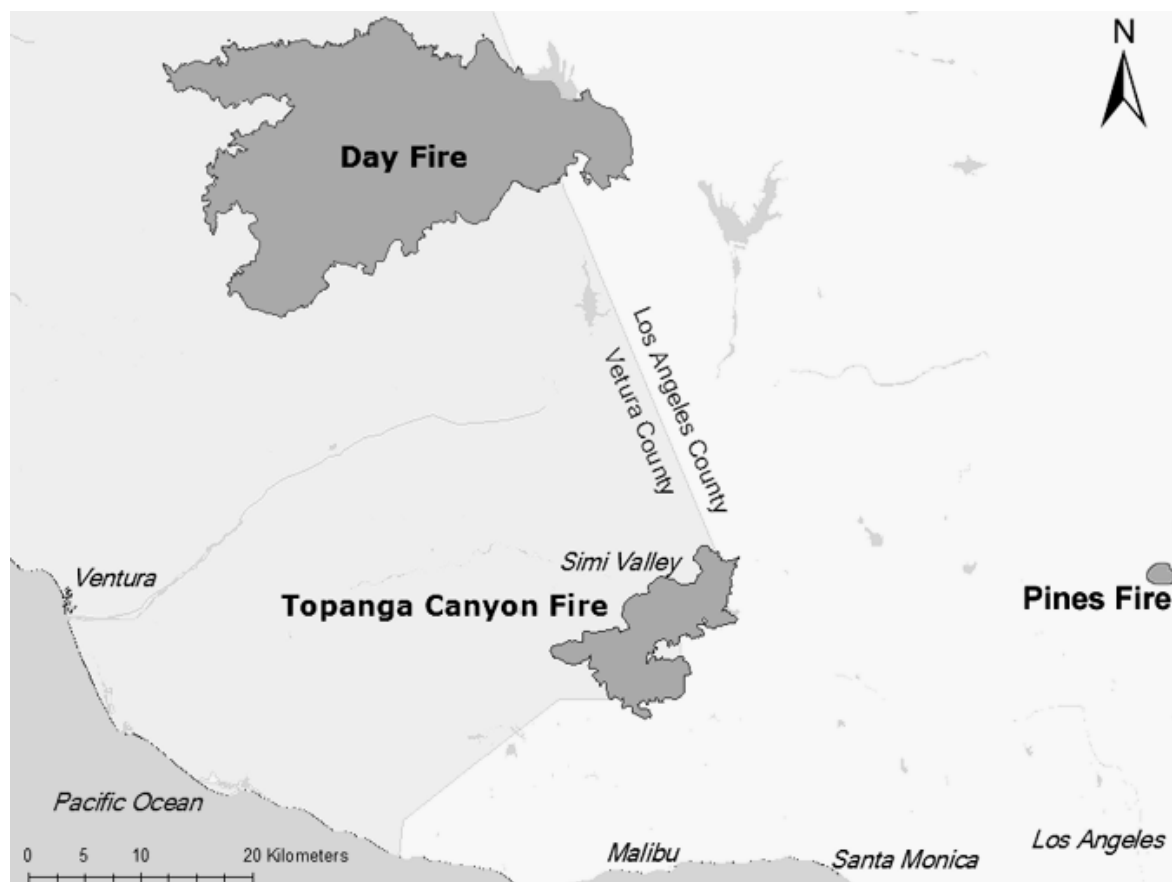 N
Day Fire
Los Angeles County
Vetura County
Simi Valley
Ventura
Topanga Canyon Fire
Pines Fire
Pacific Ocean
Los Angeles
0 5 10 20 Kilometers
Malibu
Santa Monica